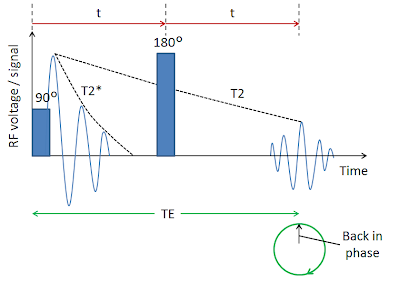 t
t
180°
90°
T2*
T2
RF voltage / signal
Time
TE
Back in
phase